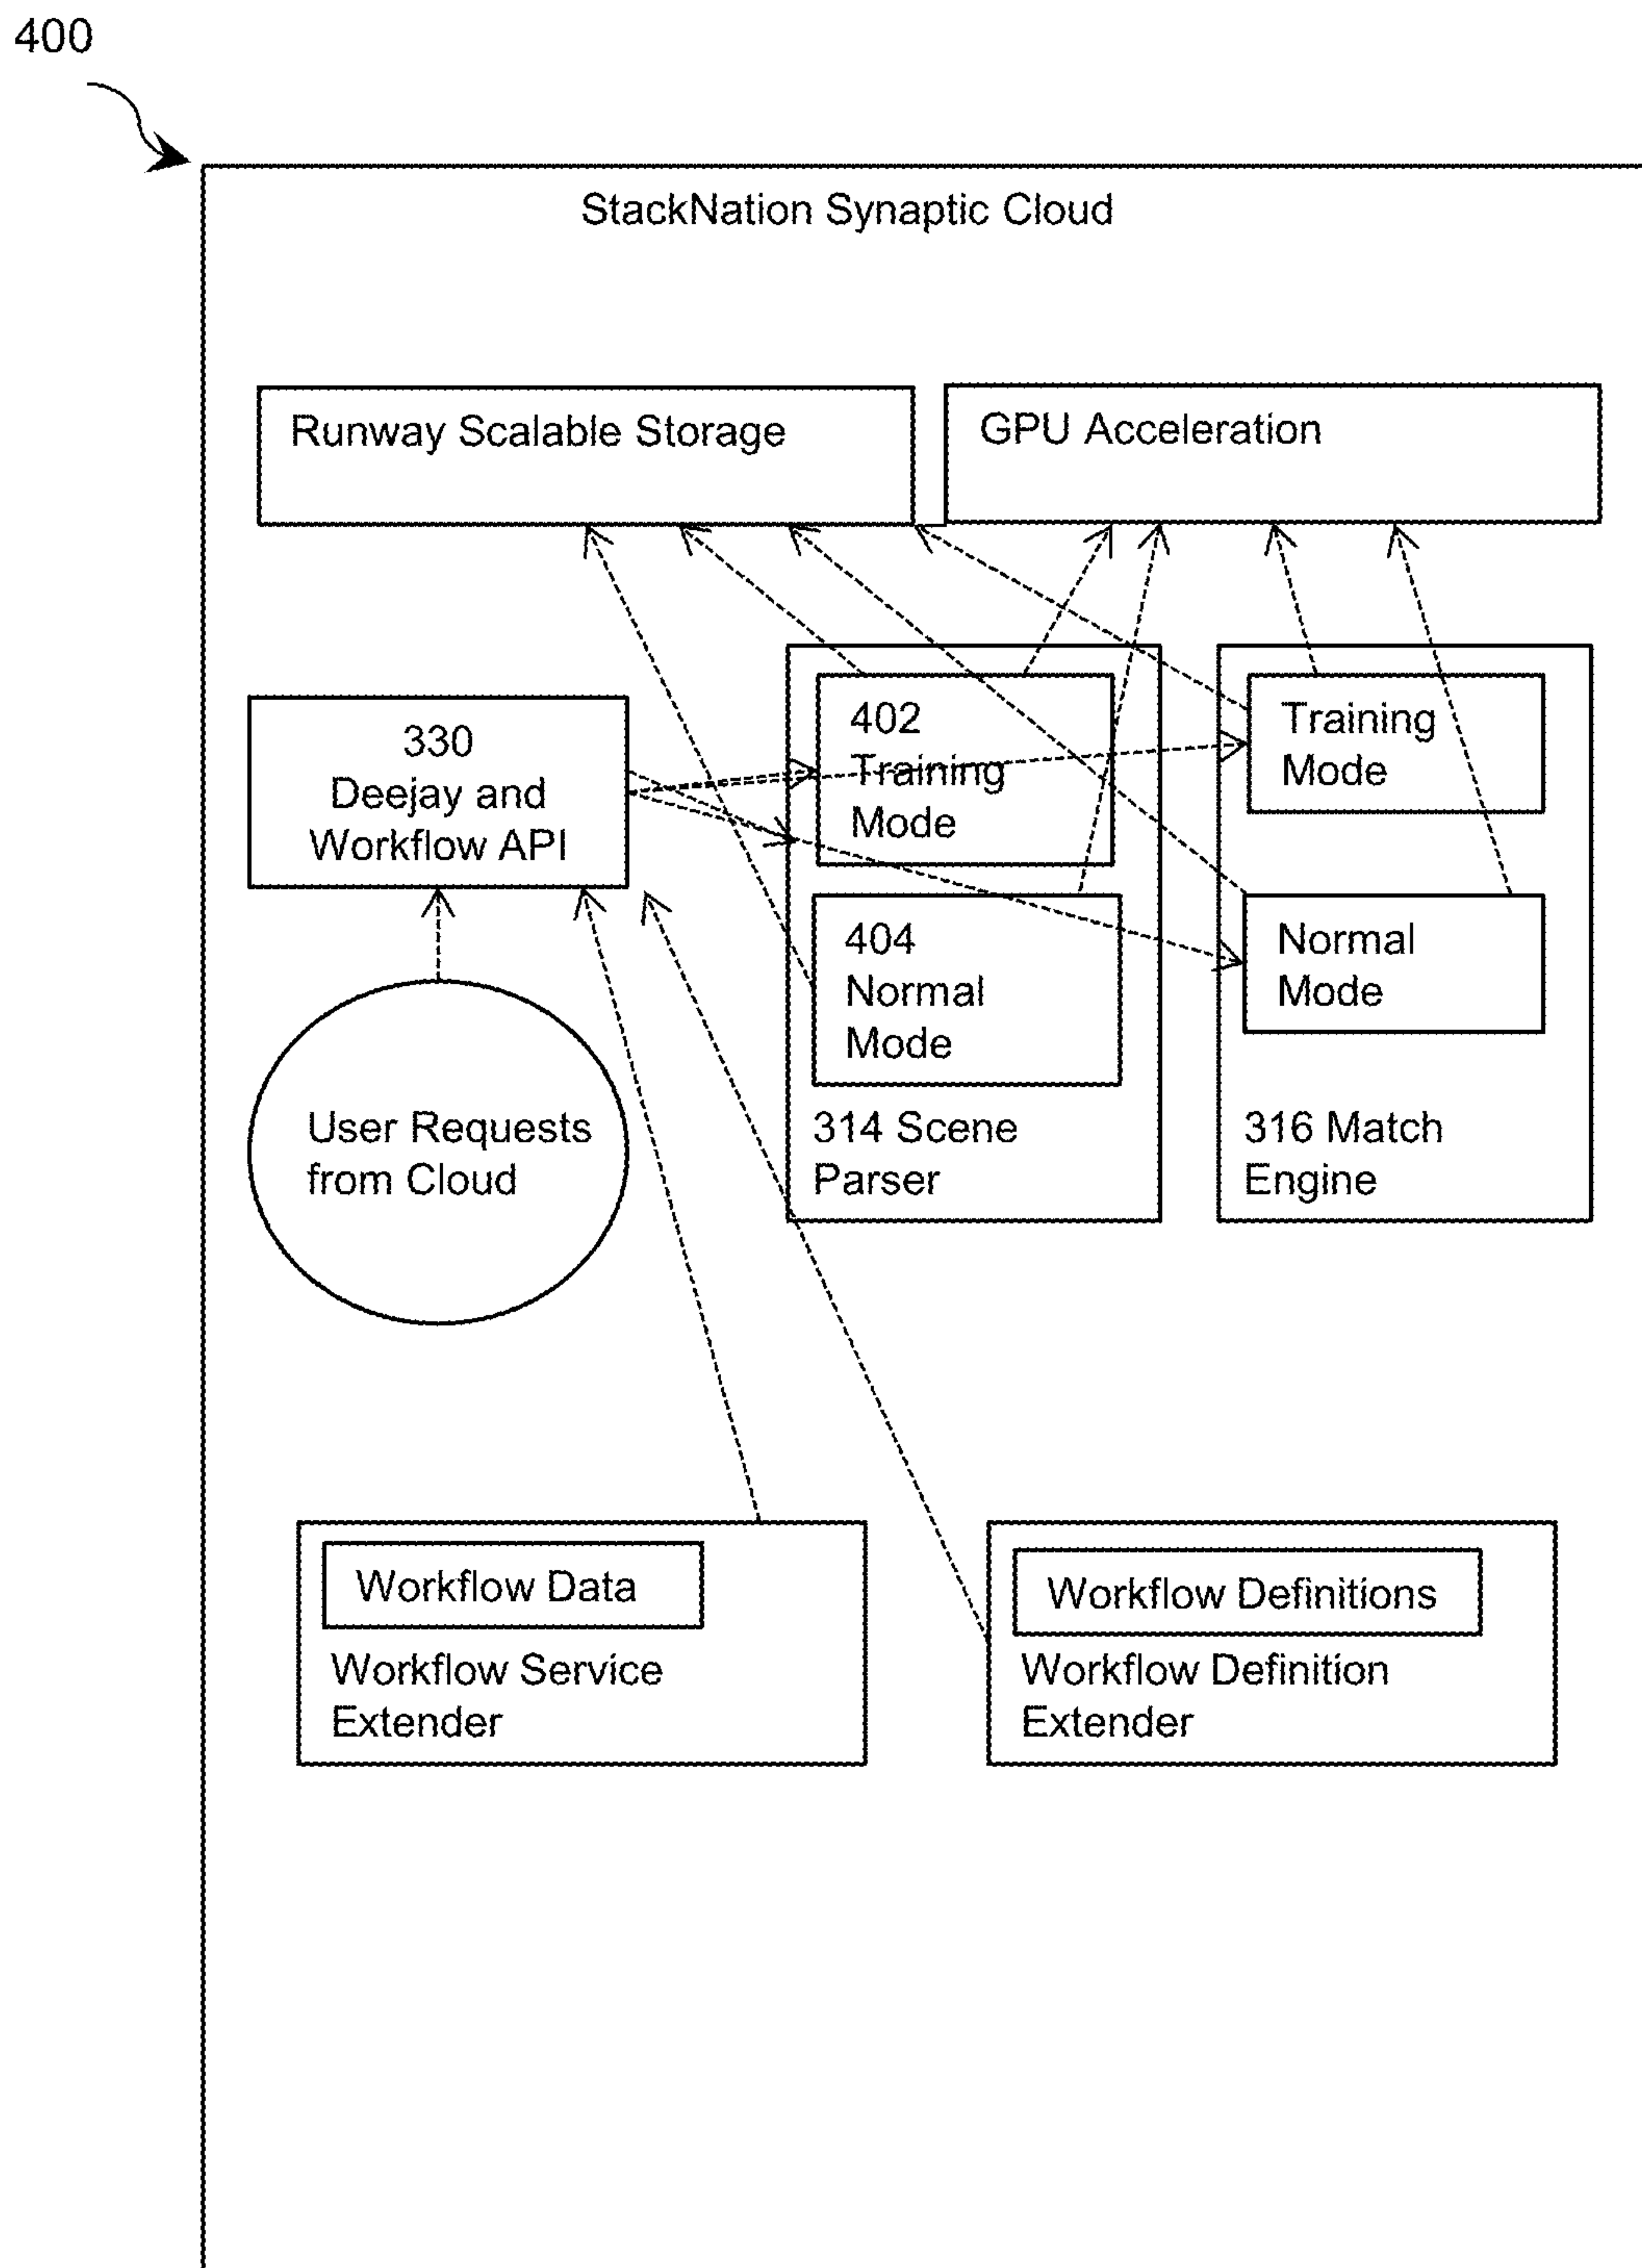 400
StackNation Synaptic Cloud
Runway Scalable Storage
GPU Acceleration
330
Deejay and
Workflow API
402
Training
Mode
Training
Mode
404
Normal
Mode
Normal
Mode
User Requests
from Cloud
314 Scene
Parser
316 Match
Engine
Workflow Data
Workflow Service
Extender
Workflow Definitions
Workflow Definition
Extender